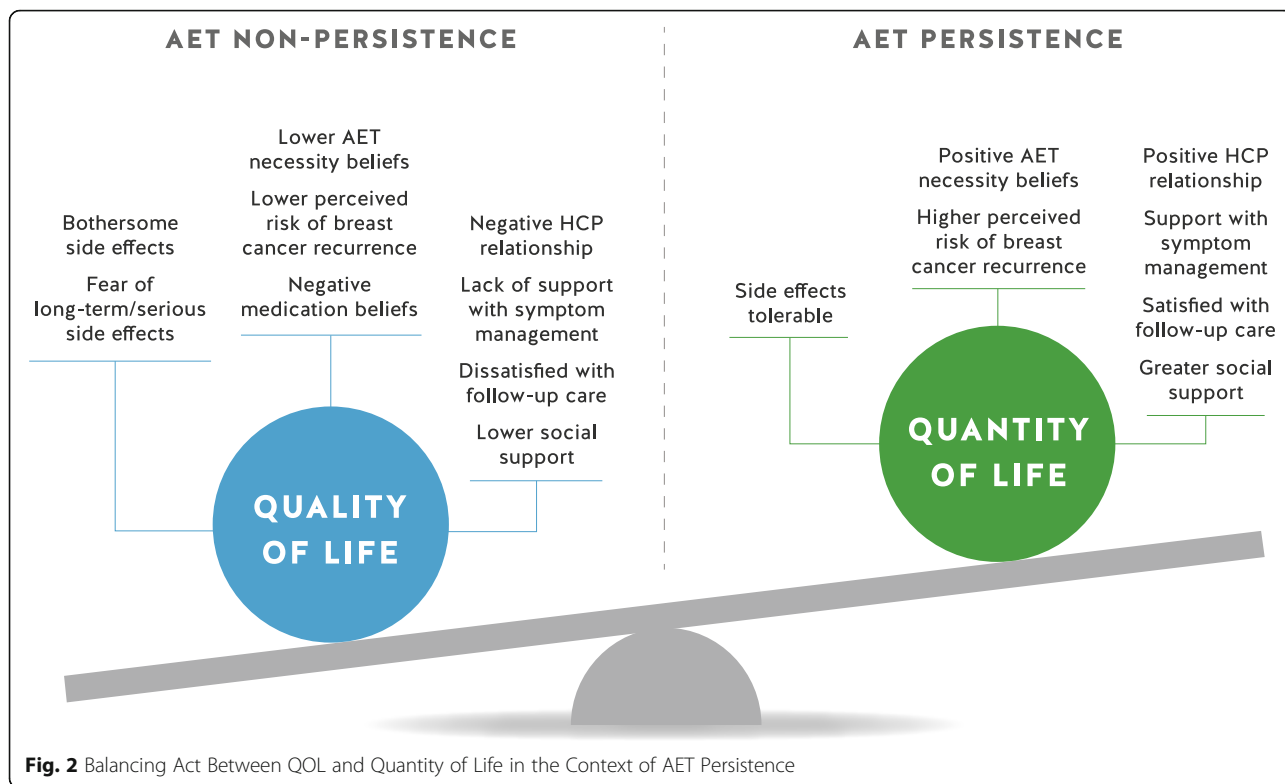 AET NON-PERSISTENCE
Bothersome
side effects
Fear of
long-term/serious
side effects
Lower AET
necessity beliefs
Lower perceived
risk of breast
cancer recurrence
Negative
medication beliefs
Negative HCP
relationship
Lack of support
with symptom
management
Dissatisfied with
follow-up care
Lower social
support
QUALITY
OF LIFE
AET PERSISTENCE
Side effects
tolerable
Positive AET
necessity beliefs
Higher perceived
risk of breast
cancer recurrence
Positive HCP
relationship
Support with
symptom
management
Satisfied with
follow-up care
Greater social
support
QUANTITY
OF LIFE
Fig. 2 Balancing Act Between QOL and Quantity of Life in the Context of AET Persistence